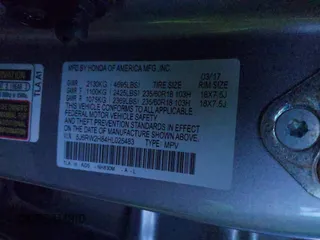 MFD BY HONDA OF AMERICA MFG.,INC 03/17
GVWR 2130KG 4695LBS TIRE SIZE RIM SIZE
GAWR F 1100KG 2425LBS 235/60R18 103H 18X7.5J
GAWR R 1075KG 2369LBS 235/60R18 103H 18X7.5J
THIS VEHICLE CONFORMS TO ALL APPLICABLE
FEDERAL MOTOR VEHICLE SAFETY AND
THEFT PREVENTION STANDARDS IN EFFECT ON
THE DATE OF MANUFACTURE SHOWN ABOVE.
TYPE: MPV
TLA A1